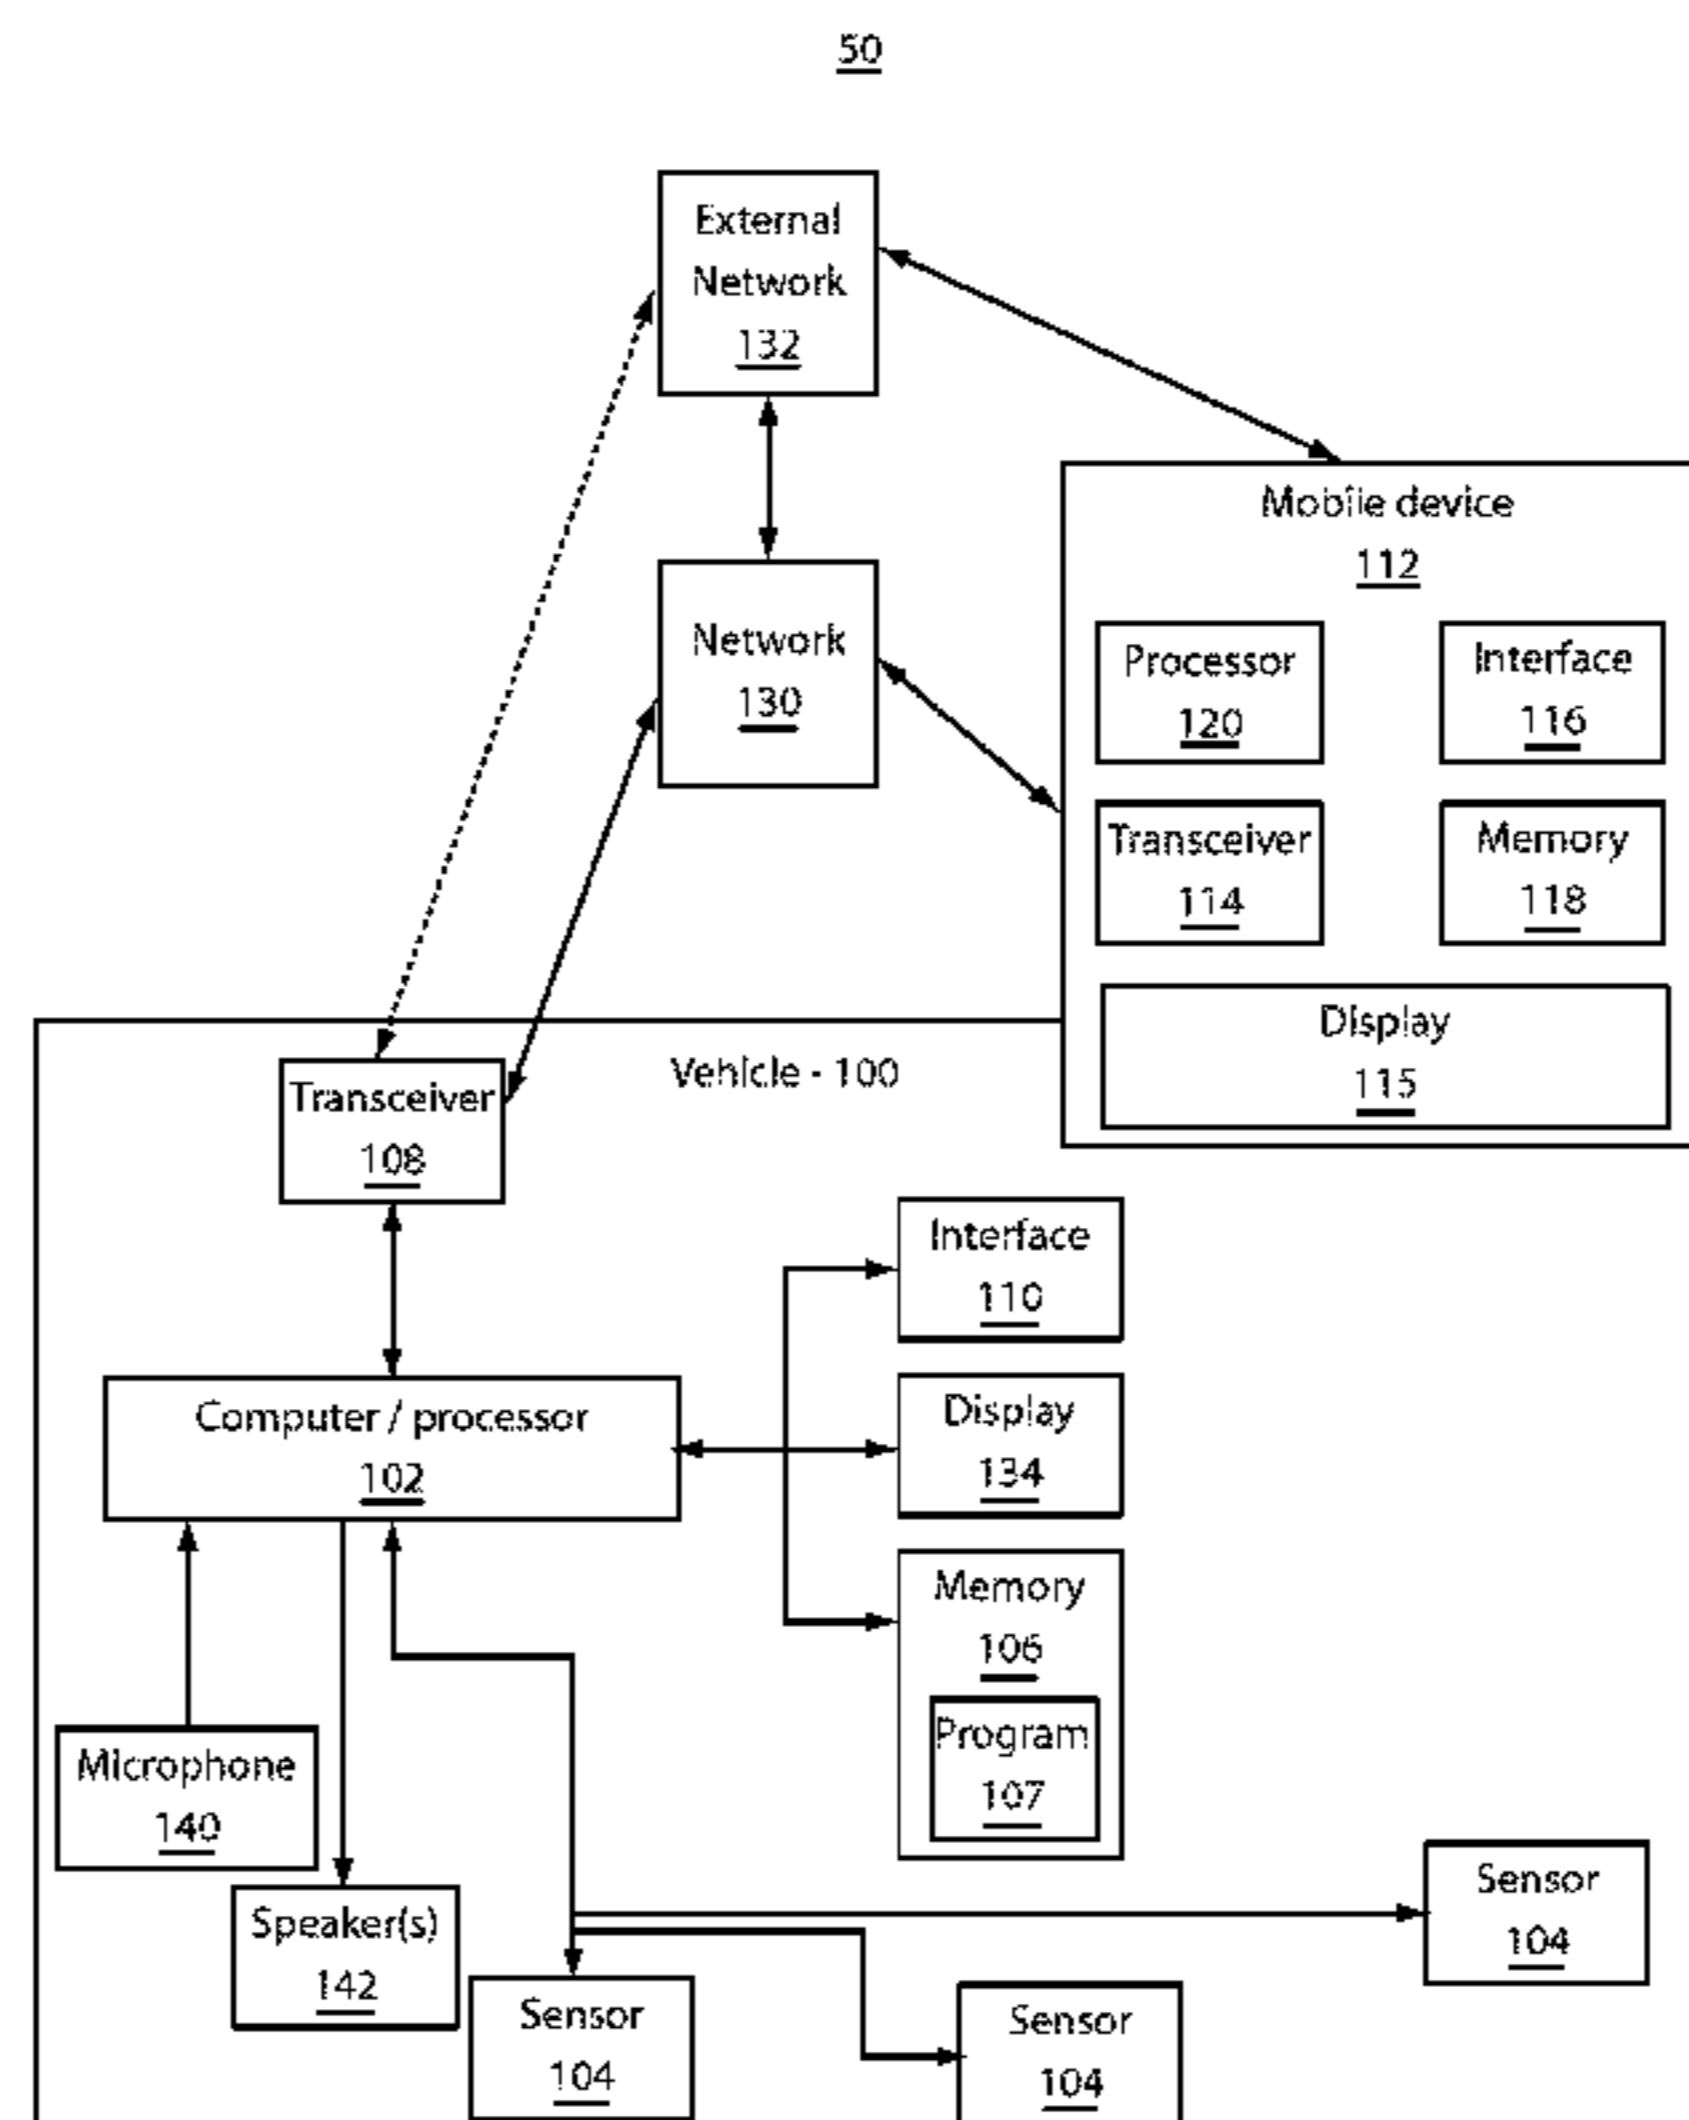 50
External
Network
132
Mobile device
112
Network
130
Processor
120
Interface
116
Transceiver
114
Memory
118
Display
115
Vehicle - 100
Transceiver
108
Interface
110
Computer / processor
102
Display
134
Memory
106
Program
107
Microphone
140
Speaker(s)
142
Sensor
104
Sensor
104
Sensor
104